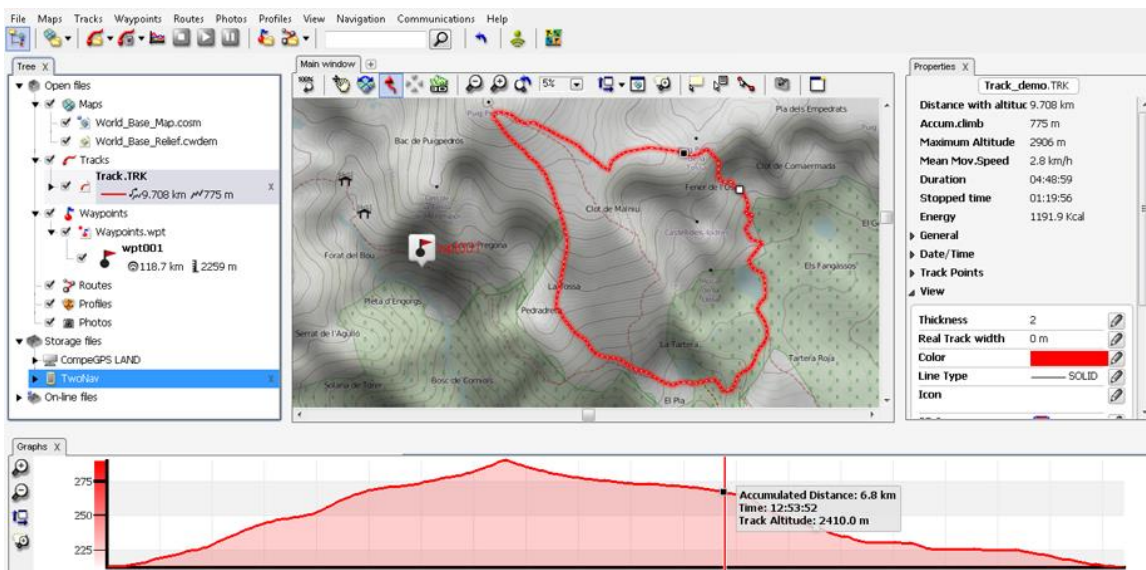 File Maps Tracks Waypoints Routes Photos Profiles View Navigation Communications Help
Tree X
Open files
Maps
World_Base_Map.cosm
World_Base_Relief.cwdem
Tracks
Track.TRK
9.708 km 775 m
x
Waypoints
Waypoints.wpt
wpt001
118.7 km 2259 m
Routes
Profiles
Photos
Storage files
CompeGPS LAND
TwoNav
x
On-line files
Main window
100%
5%
Pla dels Empedrats
Bac de Puigpedrós
Clot de Comaermada
Clot de Malniu
Forat del Bou
wpt001
Els Fangassos
Pleta d'Engorgs
La Fossa
Serrat de l'Aguiló
La Tartera
Tartera Roja
Bosc de Gornars
El Pla
Properties X
Track_demo.TRK
Distance with altituc 9.708 km
Accum.climb 775 m
Maximum Altitude 2906 m
Mean Mov.Speed 2.8 km/h
Duration 04:48:59
Stopped time 01:19:56
Energy 1191.9 Kcal
General
Date/Time
Track Points
View
Thickness 2
Real Track width 0 m
Color
Line Type SOLID
Icon
Graphs X
275
250
225
Accumulated Distance: 6.8 km
Time: 12:53:52
Track Altitude: 2410.0 m